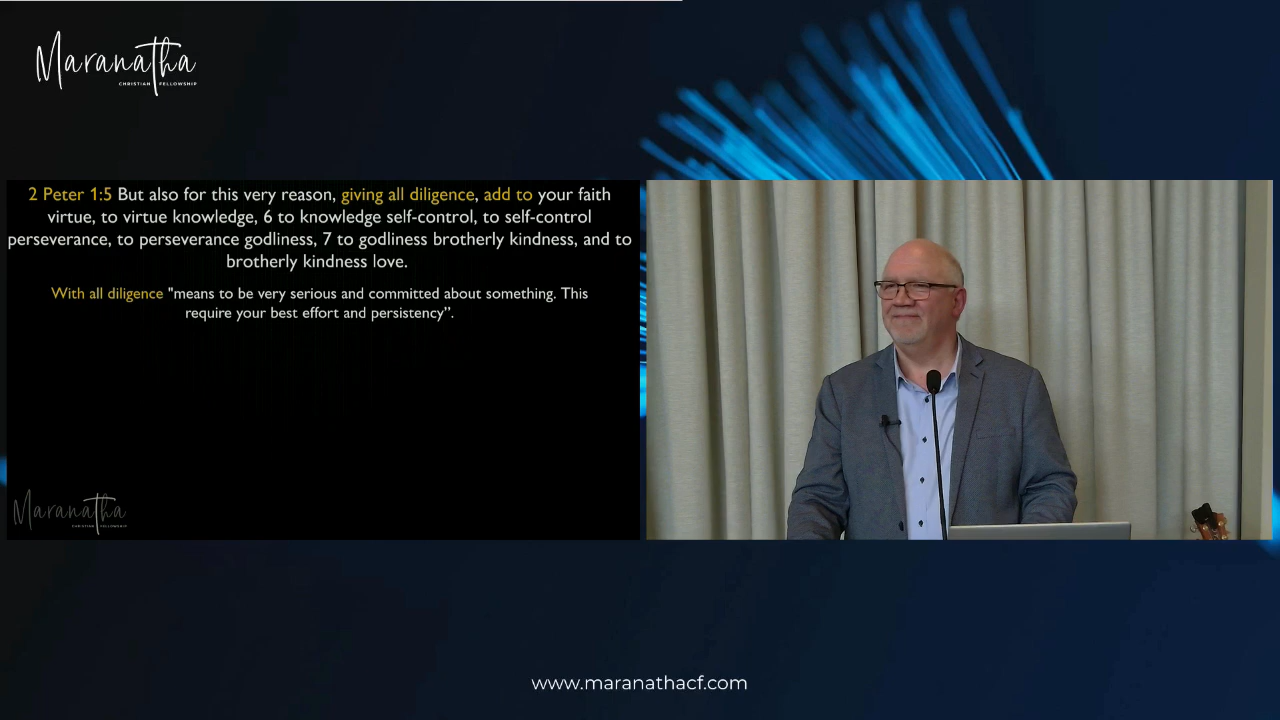 Maranatha
CHRISTIAN FELLOWSHIP
2 Peter 1:5 But also for this very reason, giving all diligence, add to your faith
virtue, to virtue knowledge, 6 to knowledge self-control, to self-control
perseverance, to perseverance godliness, 7 to godliness brotherly kindness, and to
brotherly kindness love.
With all diligence "means to be very serious and committed about something. This
require your best effort and persistency”.
Maranatha
CHRISTIAN FELLOWSHIP
www.maranathacf.com